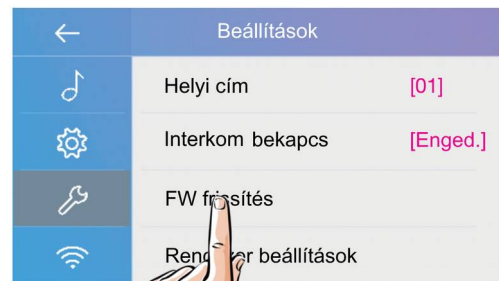 Beállítások
Helyi cím [01]
Interkom bekapcs [Enged.]
FW frissítés
beállítások